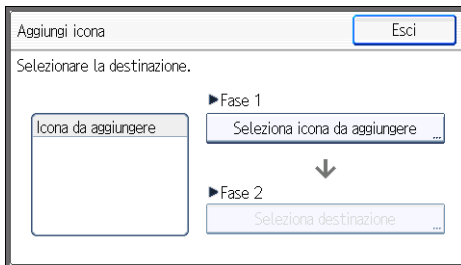 Aggiungi icona
Esci
Selezionare la destinazione.
▶Fase 1
Icona da aggiungere
Seleziona icona da aggiungere ...
▶Fase 2
Seleziona destinazione ...